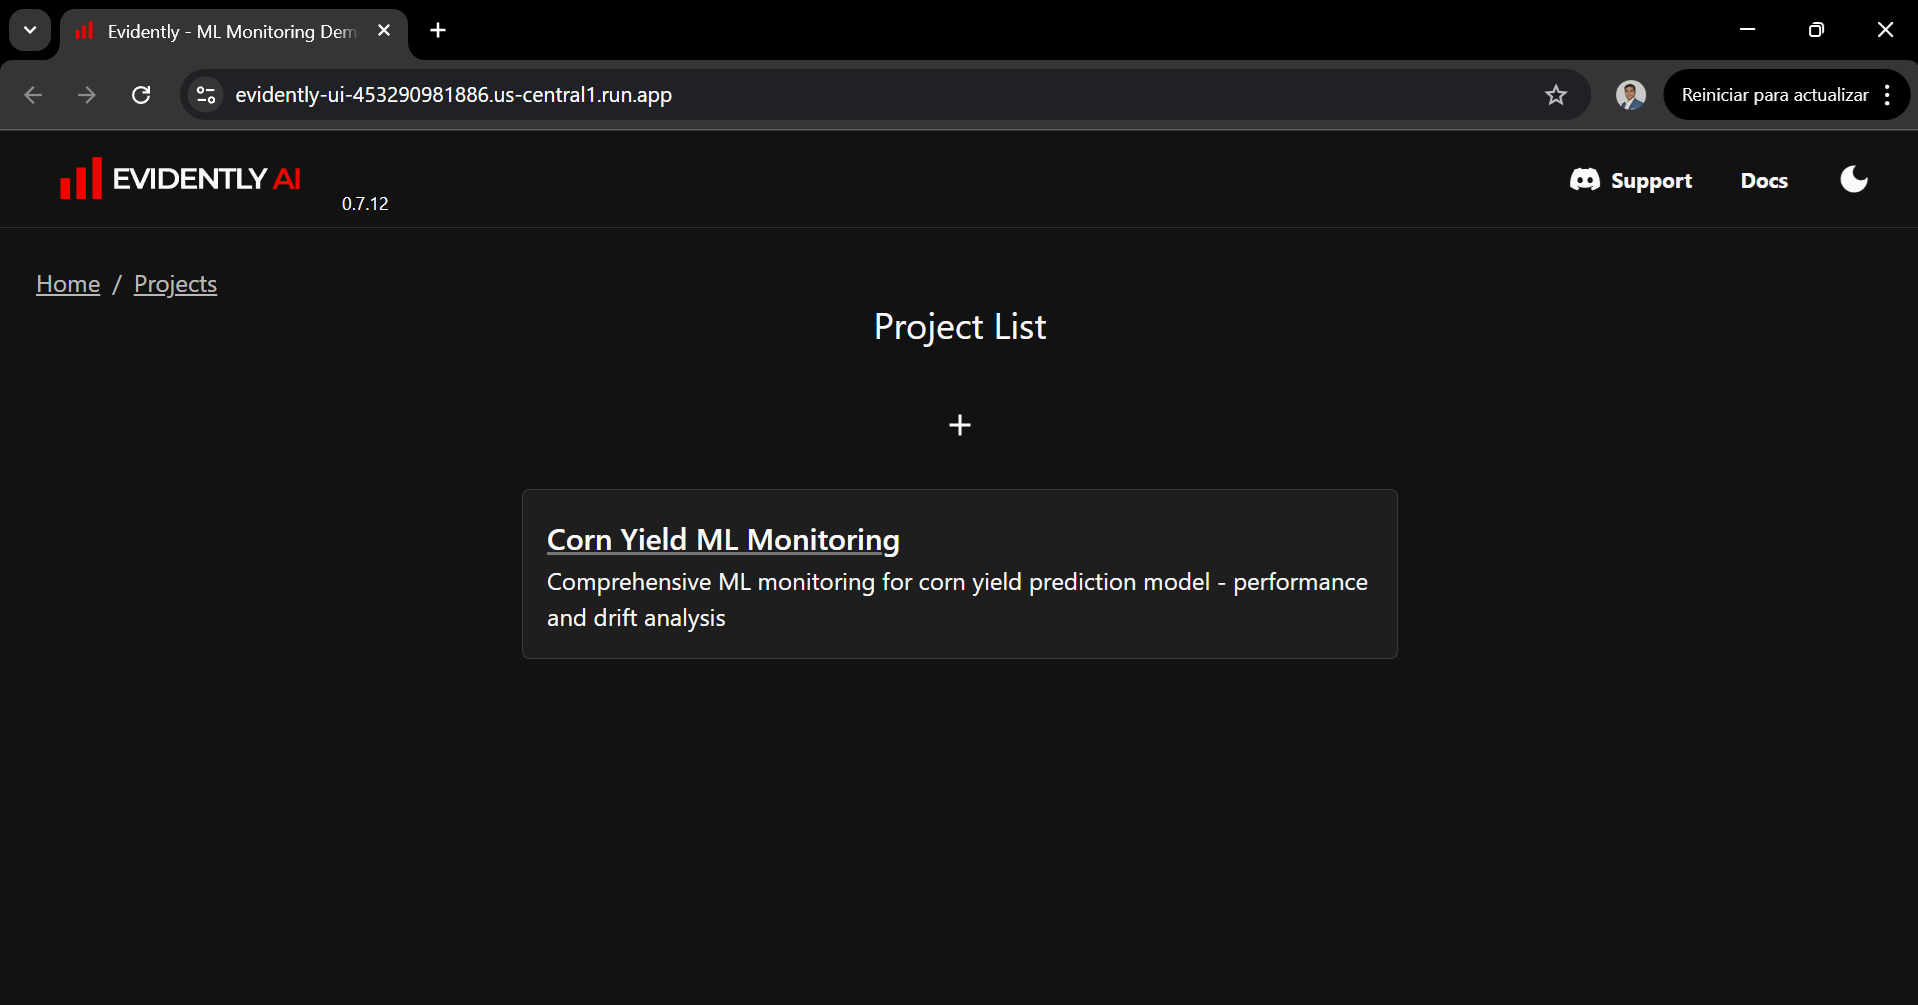 Evidently - ML Monitoring Dem
evidently-ui-453290981886.us-central1.run.app
Reiniciar para actualizar
EVIDENTLY AI
0.7.12
Support
Docs
Home / Projects
Project List
Corn Yield ML Monitoring
Comprehensive ML monitoring for corn yield prediction model - performance
and drift analysis